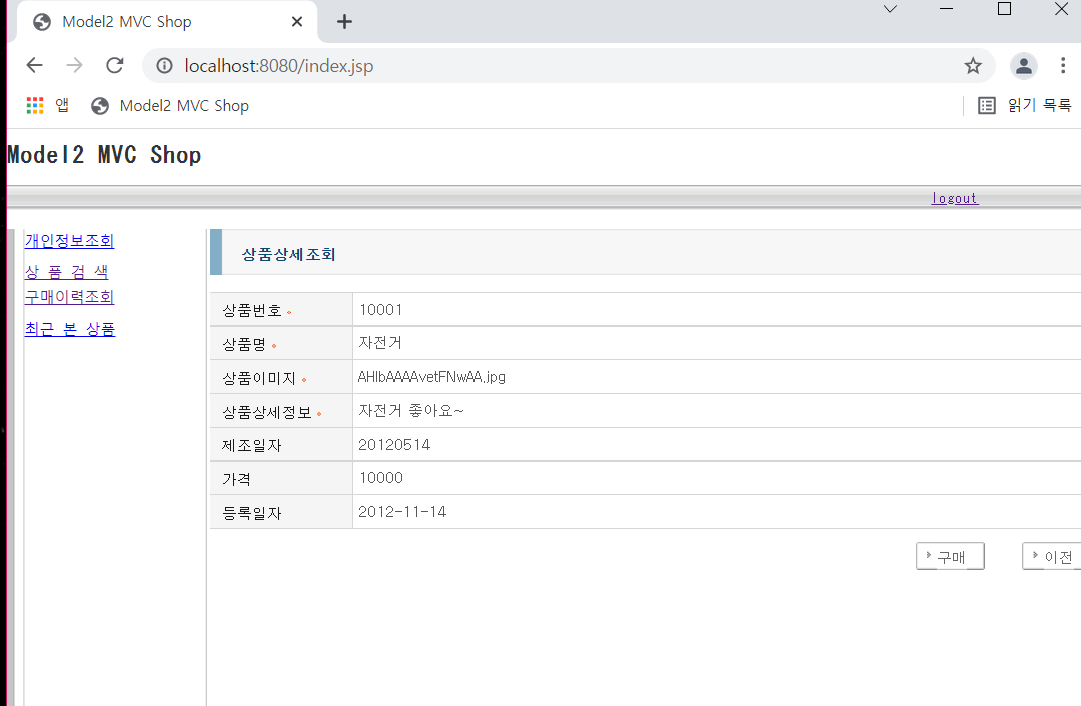 Model2 MVC Shop
localhost:8080/index.jsp
앱 Model2 MVC Shop 읽기 목록
Model2 MVC Shop
logout
개인정보조회
상 품 검 색
구매이력조회
최근 본 상품
상품상세조회
상품번호 10001
상품명 자전거
상품이미지 AHlbAAAAvetFNwAA.jpg
상품상세정보 자전거 좋아요~
제조일자 20120514
가격 10000
등록일자 2012-11-14
구매 이전